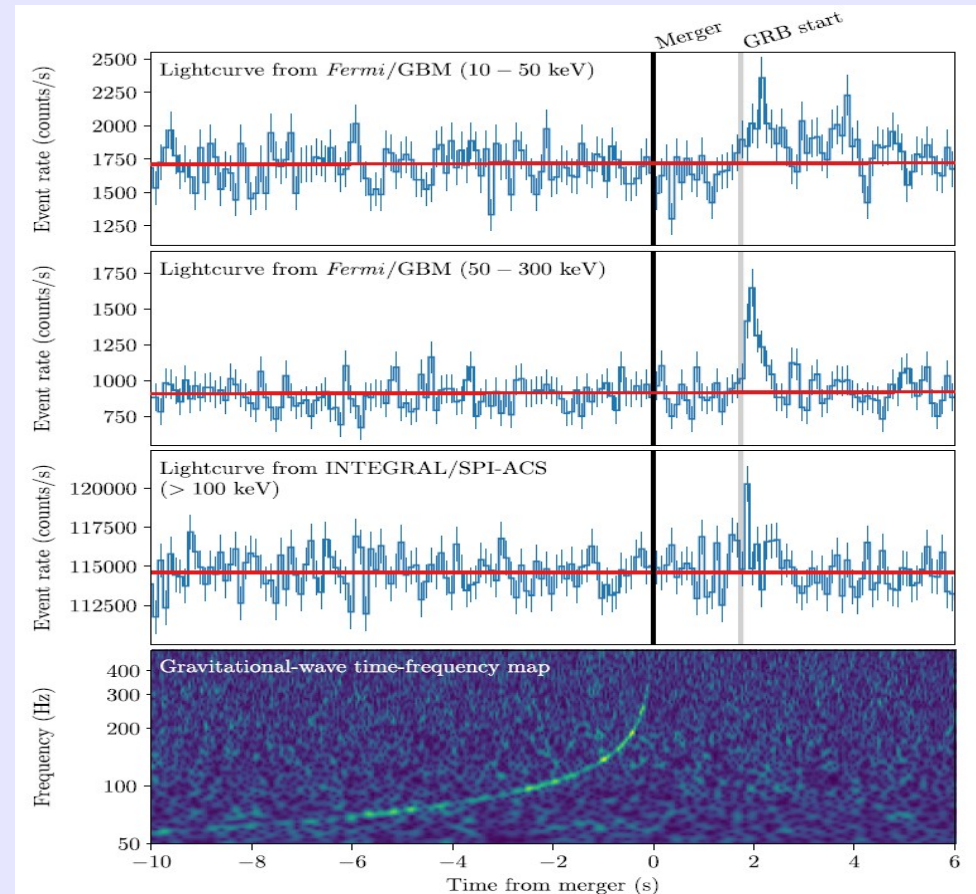 Merger
GRB start
Lightcurve from Fermi/GBM (10 − 50 keV)
Event rate (counts/s)
2500
2250
2000
1750
1500
1250
Lightcurve from Fermi/GBM (50 − 300 keV)
Event rate (counts/s)
1750
1500
1250
1000
750
Lightcurve from INTEGRAL/SPI-ACS
(> 100 keV)
Event rate (counts/s)
120000
117500
115000
112500
Gravitational-wave time-frequency map
Frequency (Hz)
400
300
200
100
50
−10 −8 −6 −4 −2 0 2 4 6
Time from merger (s)